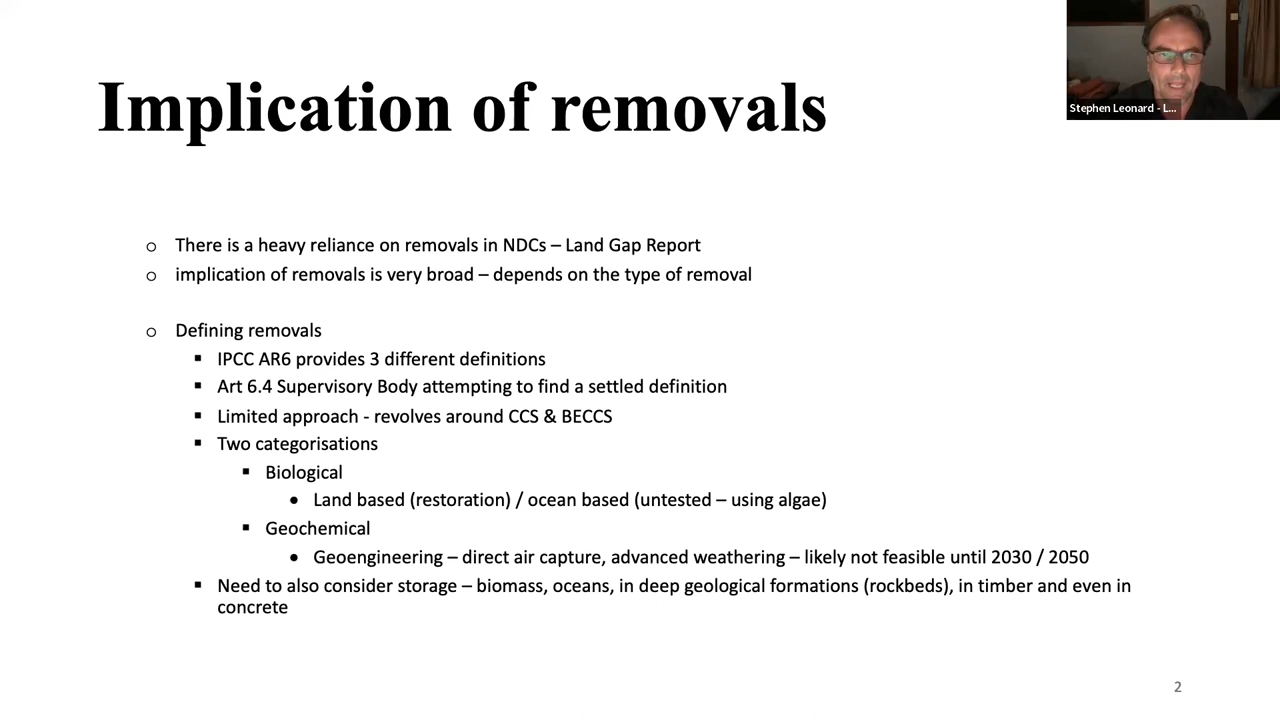 Implication of removals
Stephen Leonard - L...
o There is a heavy reliance on removals in NDCs – Land Gap Report
o implication of removals is very broad – depends on the type of removal
o Defining removals
▪ IPCC AR6 provides 3 different definitions
▪ Art 6.4 Supervisory Body attempting to find a settled definition
▪ Limited approach - revolves around CCS & BECCS
▪ Two categorisations
▪ Biological
• Land based (restoration) / ocean based (untested – using algae)
▪ Geochemical
• Geoengineering – direct air capture, advanced weathering – likely not feasible until 2030 / 2050
▪ Need to also consider storage – biomass, oceans, in deep geological formations (rockbeds), in timber and even in
concrete
2